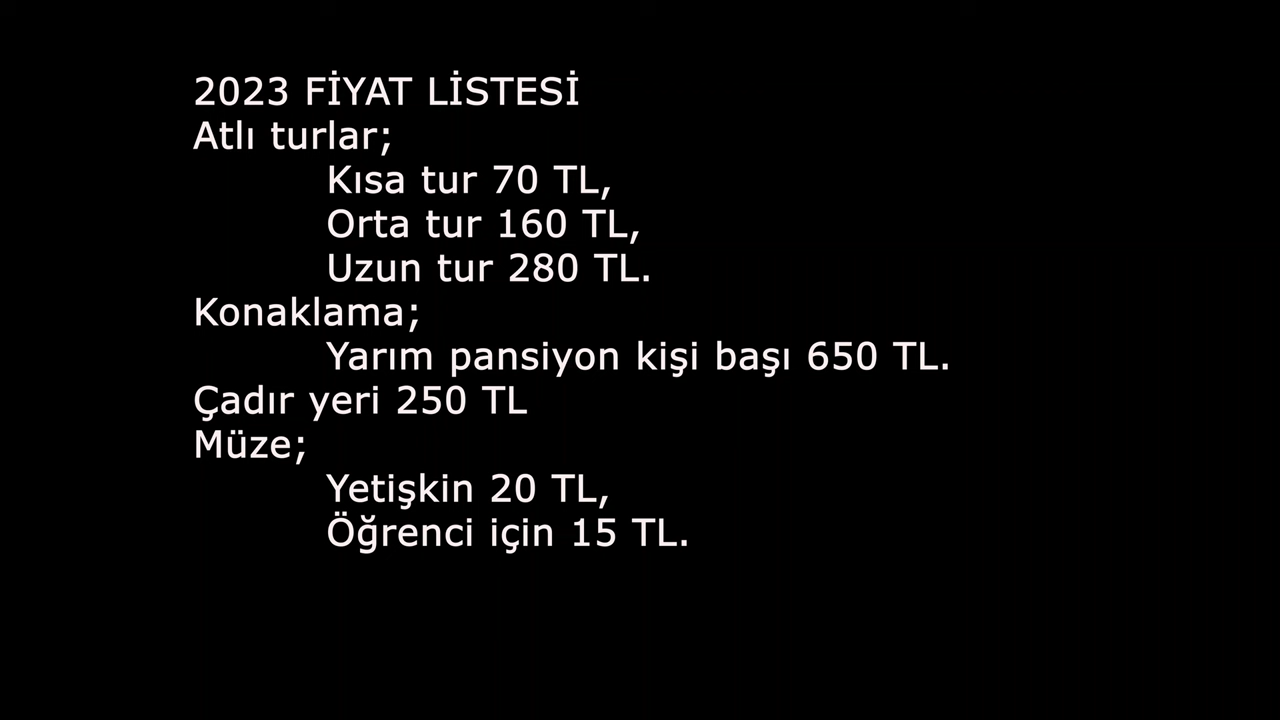 2023 FİYAT LİSTESİ
Atlı turlar;
Kısa tur 70 TL,
Orta tur 160 TL,
Uzun tur 280 TL.
Konaklama;
Yarım pansiyon kişi başı 650 TL.
Çadır yeri 250 TL
Müze;
Yetişkin 20 TL,
Öğrenci için 15 TL.